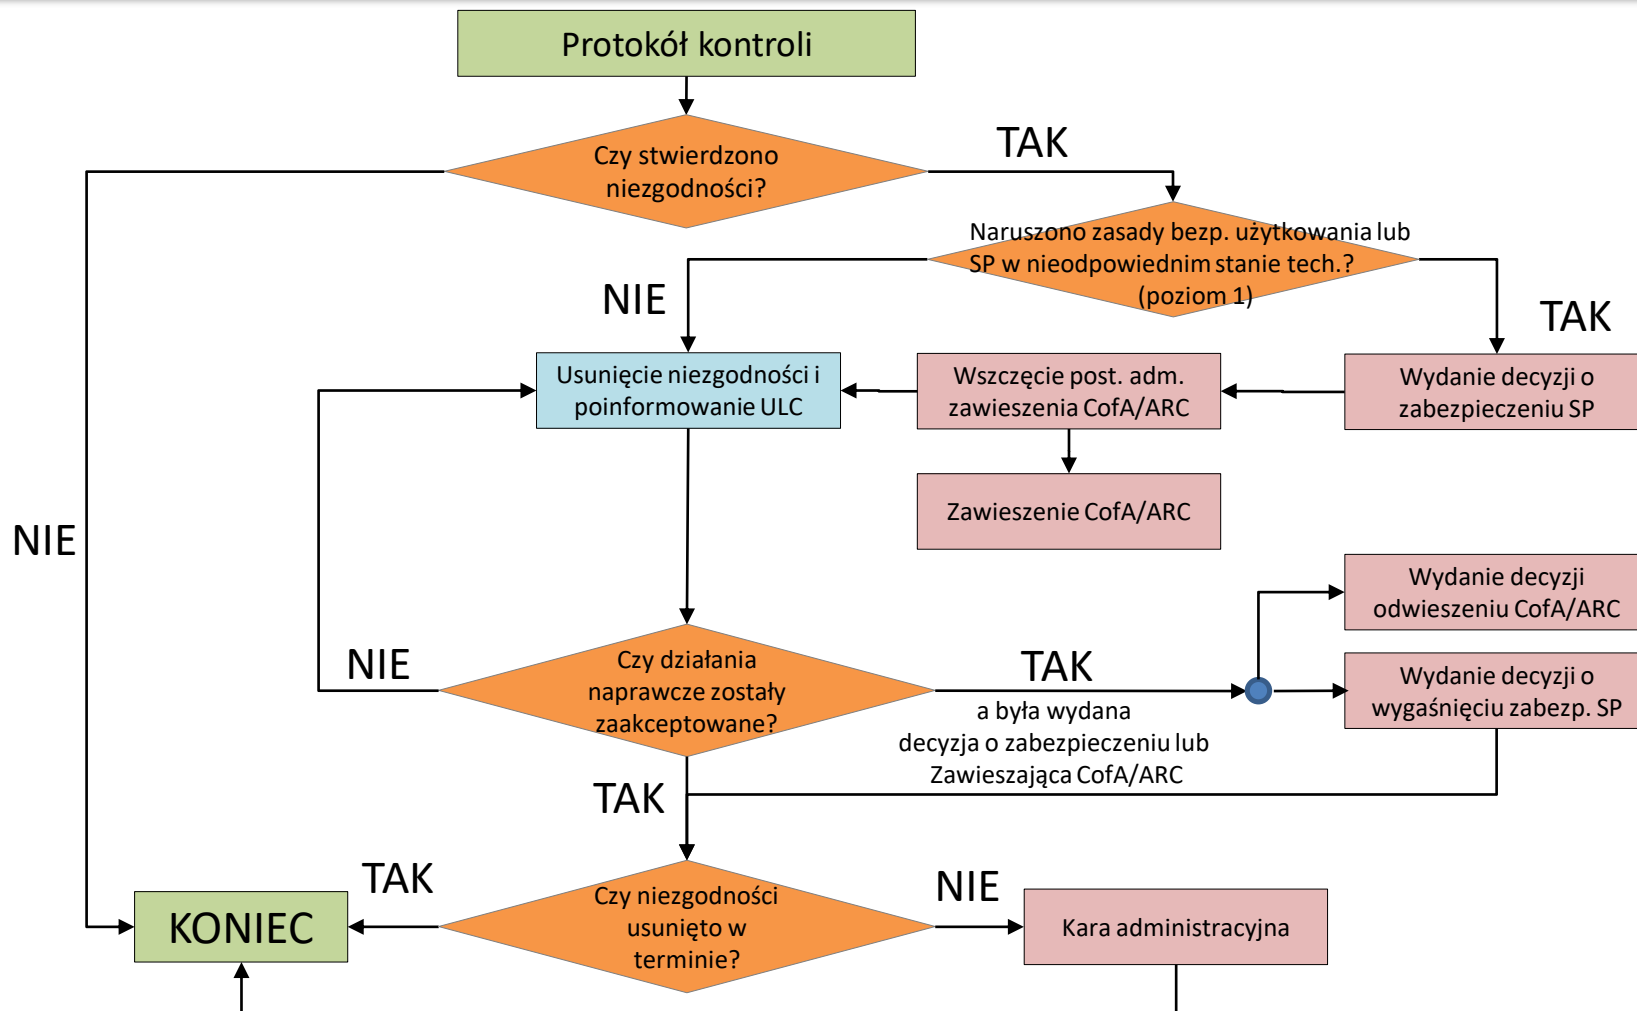 Protokół kontroli
TAK
Czy stwierdzono
niezgodności?
Naruszono zasady bezp. użytkowania lub
SP w nieodpowiednim stanie tech.?
(poziom 1)
NIE
TAK
Usunięcie niezgodności i
poinformowanie ULC
Wszczęcie post. adm.
zawieszenia CofA/ARC
Wydanie decyzji o
zabezpieczeniu SP
Zawieszenie CofA/ARC
NIE
Wydanie decyzji
odwieszeniu CofA/ARC
NIE
Czy działania
naprawcze zostały
zaakceptowane?
TAK
a była wydana
decyzja o zabezpieczeniu lub
Zawieszająca CofA/ARC
Wydanie decyzji o
wygaśnięciu zabezp. SP
TAK
TAK
KONIEC
Czy niezgodności
usunięto w
terminie?
NIE
Kara administracyjna